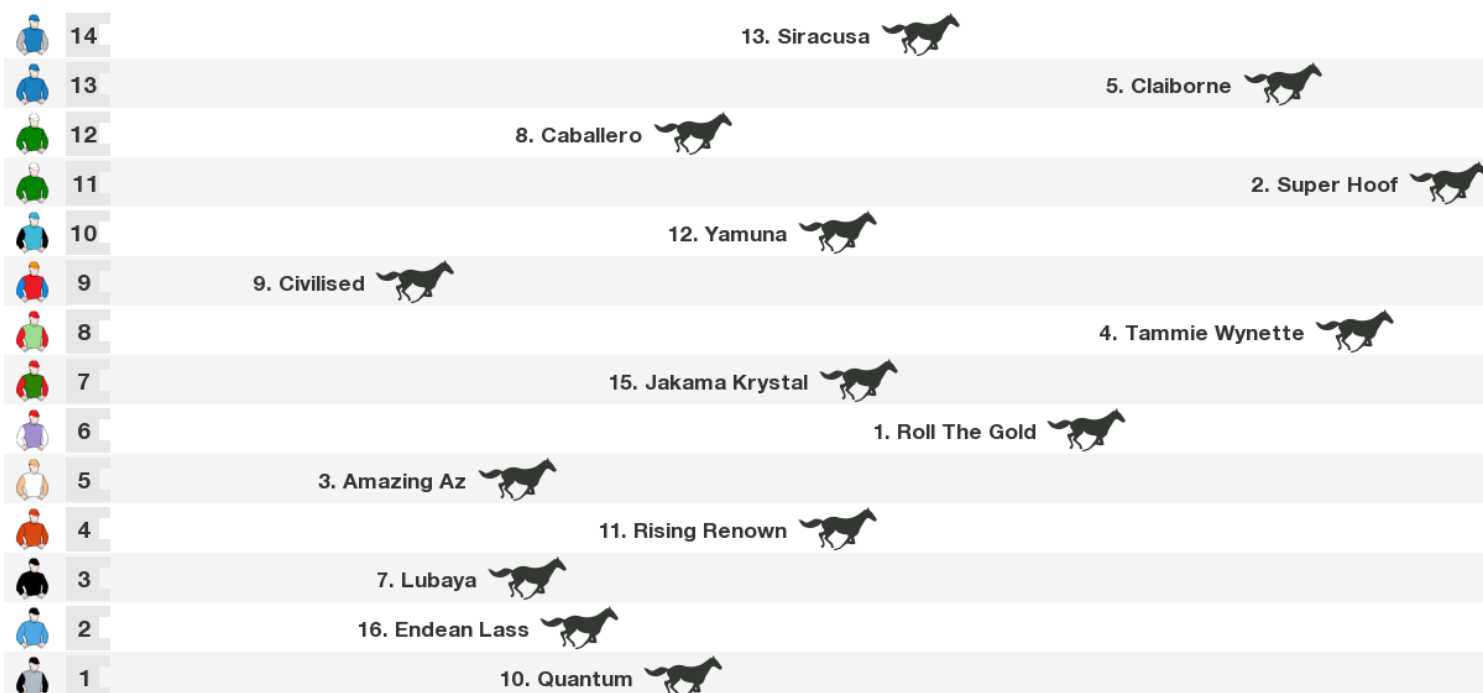 14 13. Siracusa
13 5. Claiborne
12 8. Caballero
11 2. Super Hoof
10 12. Yamuna
9 9. Civilised
8 4. Tammie Wynette
7 15. Jakama Krystal
6 1. Roll The Gold
5 3. Amazing Az
4 11. Rising Renown
3 7. Lubaya
2 16. Endean Lass
1 10. Quantum